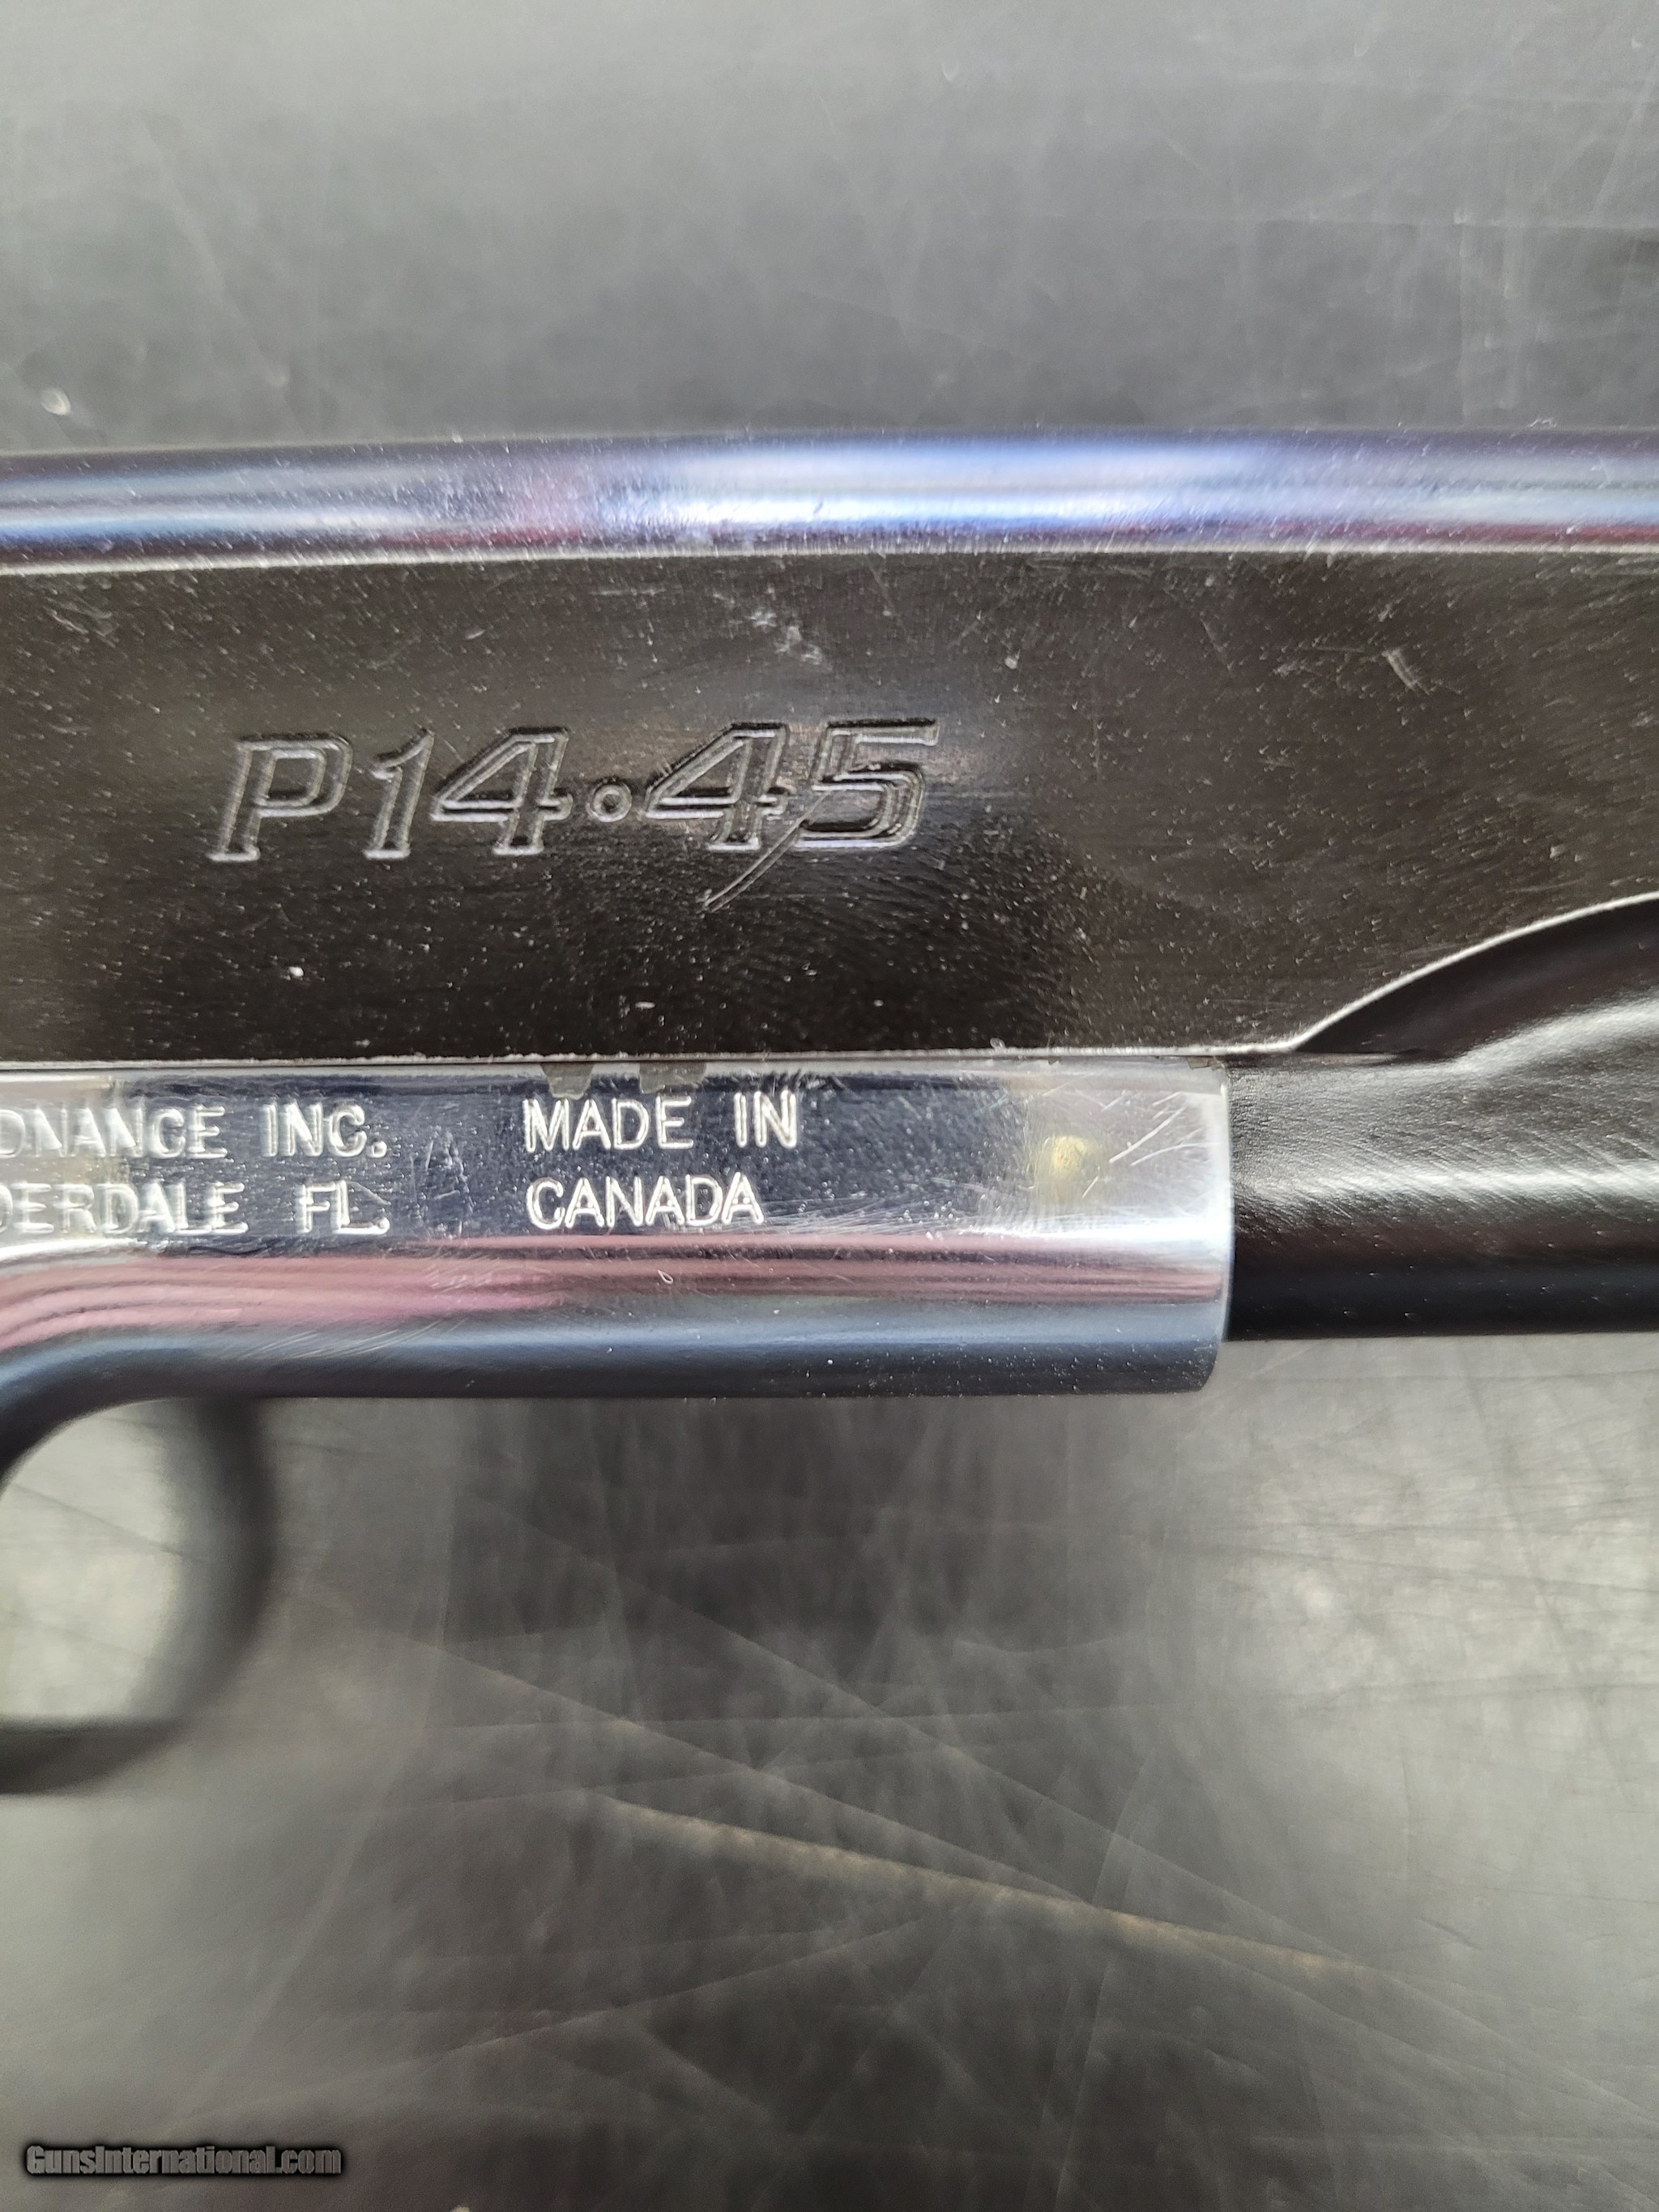 P14•45
DNANCE INC. MADE IN
DERDALE FL. CANADA
GunsInternational.com